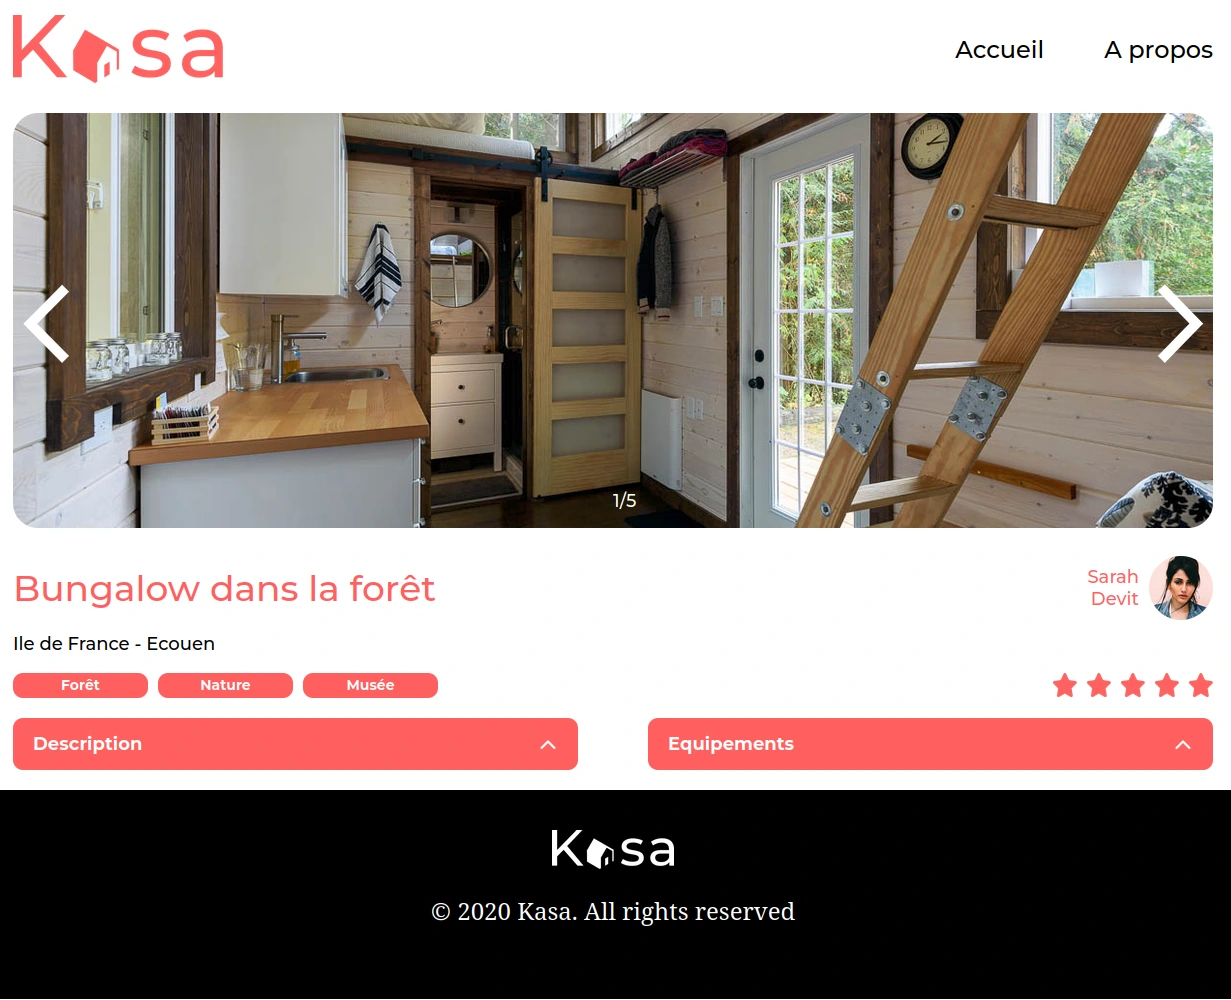 Kasa
Accueil
A propos
1/5
Bungalow dans la forêt
Sarah
Devit
Ile de France - Ecouen
Forêt
Nature
Musée
Description
Equipements
Kasa
© 2020 Kasa. All rights reserved